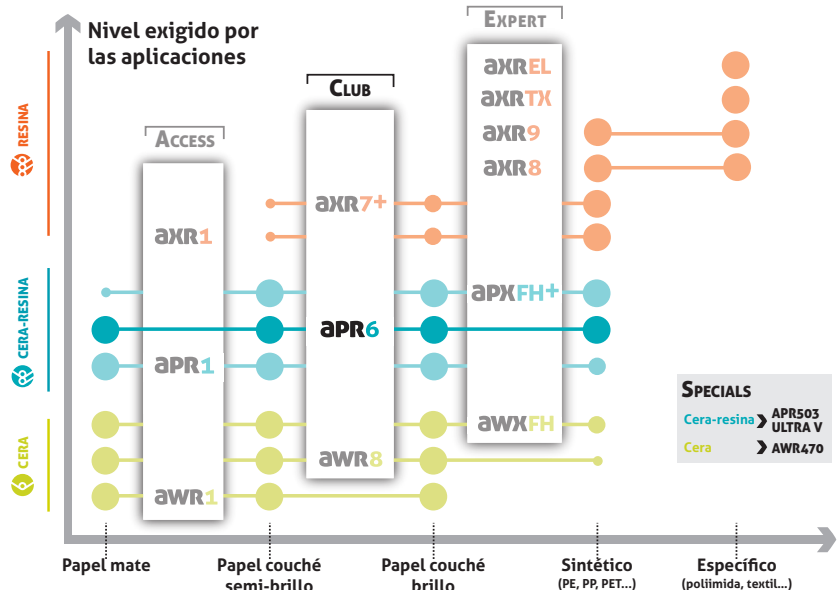 Nivel exigido por
las aplicaciones
EXPERT
CLUB
ACCESS
RESINA
CERA-RESINA
CERA
aXREL
aXRTX
aXR9
aXR8
aXR7+
aXR1
aPXFH+
aPR6
aPR1
aWXFH
aWR8
aWR1
SPECIALS
Cera-resina APR503
ULTRA V
Cera AWR470
Papel mate
Papel couché
semi-brillo
Papel couché
brillo
Sintético
(PE, PP, PET...)
Específico
(poliimida, textil...)